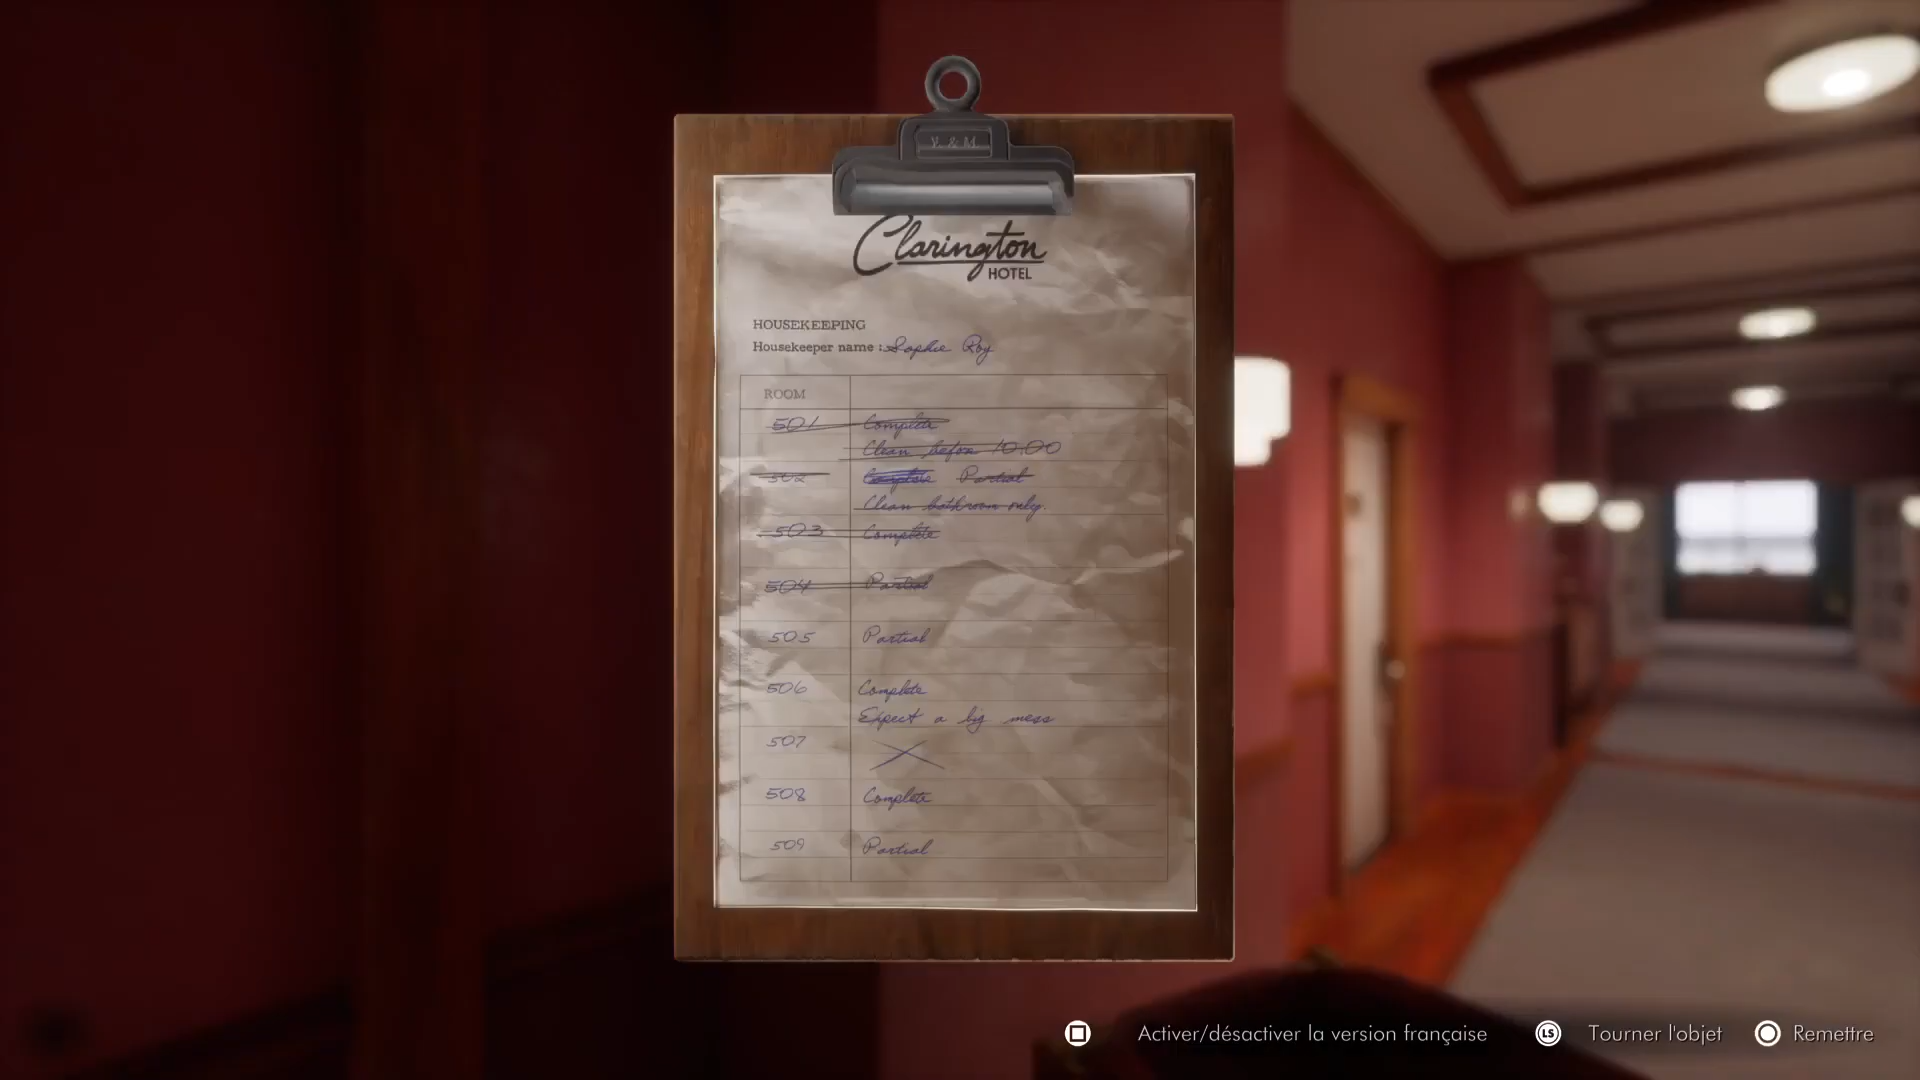 Y. & M.
Clarington
HOTEL
HOUSEKEEPING
Housekeeper name : Sophie Roy
ROOM
501 Complete
Clean before 10:00
502 Complete Partial
Clean bathroom only.
503 Complete
504 Partial
505 Partial
506 Complete
Expect a big mess
507 X
508 Complete
509 Partial
Activer/désactiver la version française LS Tourner l'objet Remettre